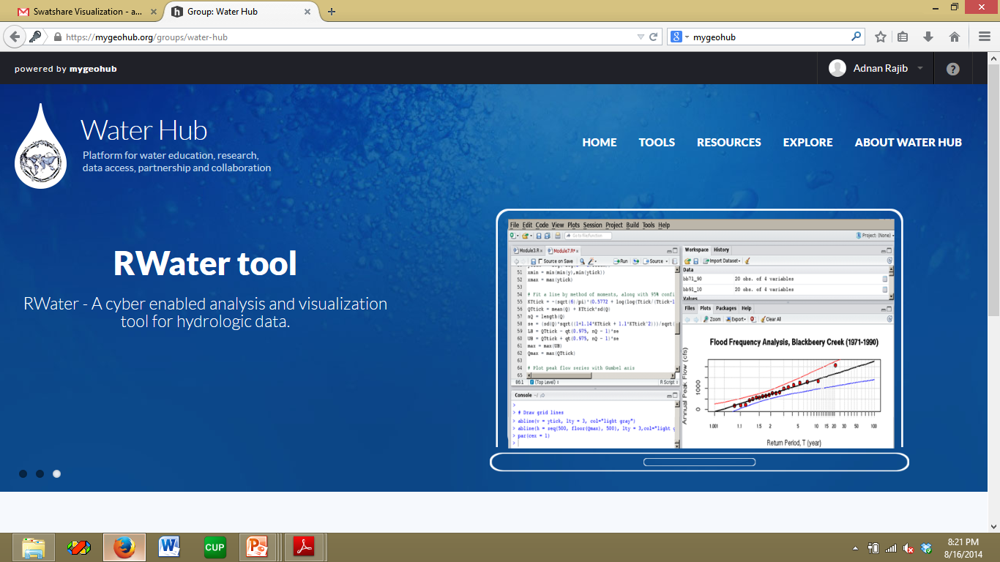 Swatshare Visualization - a...
Group: Water Hub
https://mygeohub.org/groups/water-hub
mygeohub
powered by mygeohub
Adnan Rajib
?
Water Hub
Platform for water education, research,
data access, partnership and collaboration
HOME TOOLS RESOURCES EXPLORE ABOUT WATER HUB
RWater tool
RWater - A cyber enabled analysis and visualization
tool for hydrologic data.
File Edit Code View Plots Session Project Build Tools Help
Go to file/function
Project: (None)
Module3.R Module7.R*
Source on Save Run Source
51 xmin = min(min(y),min(ytick))
52 xmax = max(ytick)
53
54 # Fit a line by method of moments, along with 95% confi
55 KTtick = -(sqrt(6)/pi)*(0.5772 + log(log(Ttick/(Ttick-1
56 QTtick = mean(Q) + KTtick*sd(Q)
57 nQ = length(Q)
58 se = (sd(Q)*sqrt((1+1.14*KTtick + 1.1*KTtick^2)))/sqrt(
59 LB = QTtick - qt(0.975, nQ - 1)*se
60 UB = QTtick + qt(0.975, nQ - 1)*se
61 max = max(UB)
62 Qmax = max(QTtick)
63
64 # Plot peak flow series with Gumbel axis
65
86:1 (Top Level) R Script
Console ~/
>
> # Draw grid lines
> abline(v = ytick, lty = 3, col="light gray")
> abline(h = seq(500, floor(Qmax), 500), lty = 3,col="light g
> par(cex = 1)
>
Workspace History
Import Dataset
Data
bb71_90 20 obs. of 4 variables
bb91_10 20 obs. of 4 variables
Values
Files Plots Packages Help
Zoom Export Clear All
Flood Frequency Analysis, Blackbeery Creek (1971-1990)
Annual Peak Flow (cfs)
1000
0
1.001 1.1 1.5 2 5 10 15 20 30 50 100
Return Period, T (year)
CUP
8:21 PM
8/16/2014